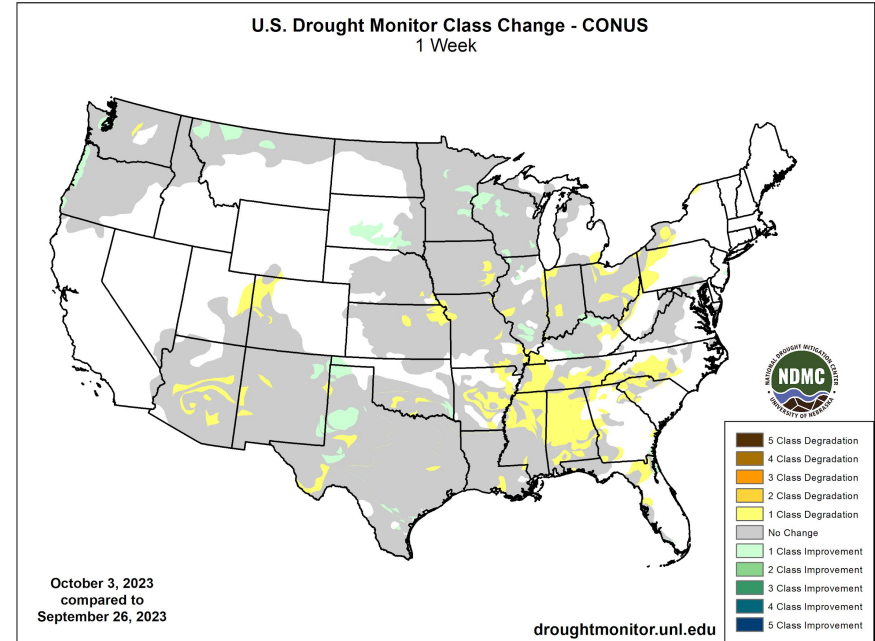 U.S. Drought Monitor Class Change - CONUS
1 Week
NATIONAL DROUGHT MITIGATION CENTER
NDMC
UNIVERSITY OF NEBRASKA
5 Class Degradation
4 Class Degradation
3 Class Degradation
2 Class Degradation
1 Class Degradation
No Change
1 Class Improvement
2 Class Improvement
3 Class Improvement
4 Class Improvement
5 Class Improvement
October 3, 2023
compared to
September 26, 2023
droughtmonitor.unl.edu